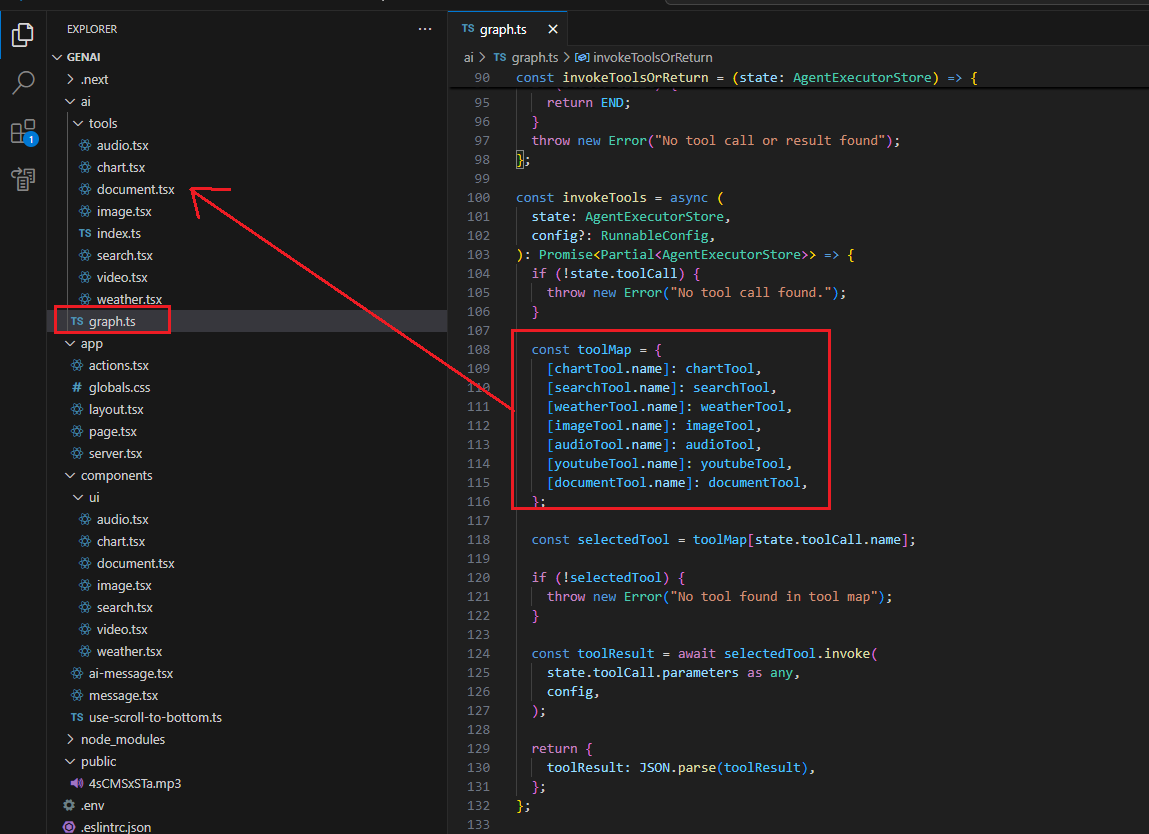 EXPLORER
GENAI
.next
ai
tools
audio.tsx
chart.tsx
document.tsx
image.tsx
TS index.ts
search.tsx
video.tsx
weather.tsx
TS graph.ts
app
actions.tsx
# globals.css
layout.tsx
page.tsx
server.tsx
components
ui
audio.tsx
chart.tsx
document.tsx
image.tsx
search.tsx
video.tsx
weather.tsx
ai-message.tsx
message.tsx
TS use-scroll-to-bottom.ts
node_modules
public
4sCMSxSTa.mp3
.env
.eslintrc.json
1
TS graph.ts
ai > TS graph.ts > invokeToolsOrReturn
90 const invokeToolsOrReturn = (state: AgentExecutorStore) => {
95 return END;
96 }
97 throw new Error("No tool call or result found");
98 };
99
100 const invokeTools = async (
101 state: AgentExecutorStore,
102 config?: RunnableConfig,
103 ): Promise<Partial<AgentExecutorStore>> => {
104 if (!state.toolCall) {
105 throw new Error("No tool call found.");
106 }
107
108 const toolMap = {
109 [chartTool.name]: chartTool,
110 [searchTool.name]: searchTool,
111 [weatherTool.name]: weatherTool,
112 [imageTool.name]: imageTool,
113 [audioTool.name]: audioTool,
114 [youtubeTool.name]: youtubeTool,
115 [documentTool.name]: documentTool,
116 };
117
118 const selectedTool = toolMap[state.toolCall.name];
119
120 if (!selectedTool) {
121 throw new Error("No tool found in tool map");
122 }
123
124 const toolResult = await selectedTool.invoke(
125 state.toolCall.parameters as any,
126 config,
127 );
128
129 return {
130 toolResult: JSON.parse(toolResult),
131 };
132 };
133